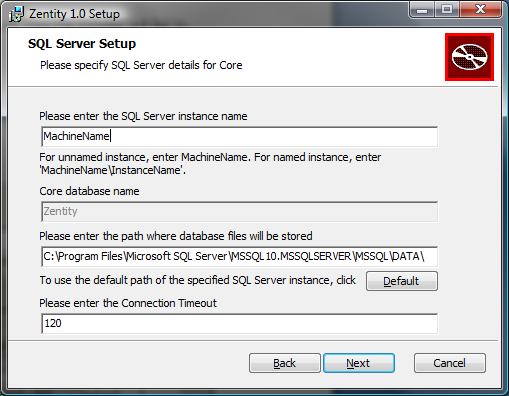 Zentity 1.0 Setup
SQL Server Setup
Please specify SQL Server details for Core
Please enter the SQL Server instance name
MachineName
For unnamed instance, enter MachineName. For named instance, enter
'MachineName\InstanceName'.
Core database name
Zentity
Please enter the path where database files will be stored
C:\Program Files\Microsoft SQL Server\MSSQL10.MSSQLSERVER\MSSQL\DATA\
To use the default path of the specified SQL Server instance, click Default
Please enter the Connection Timeout
120
Back Next Cancel